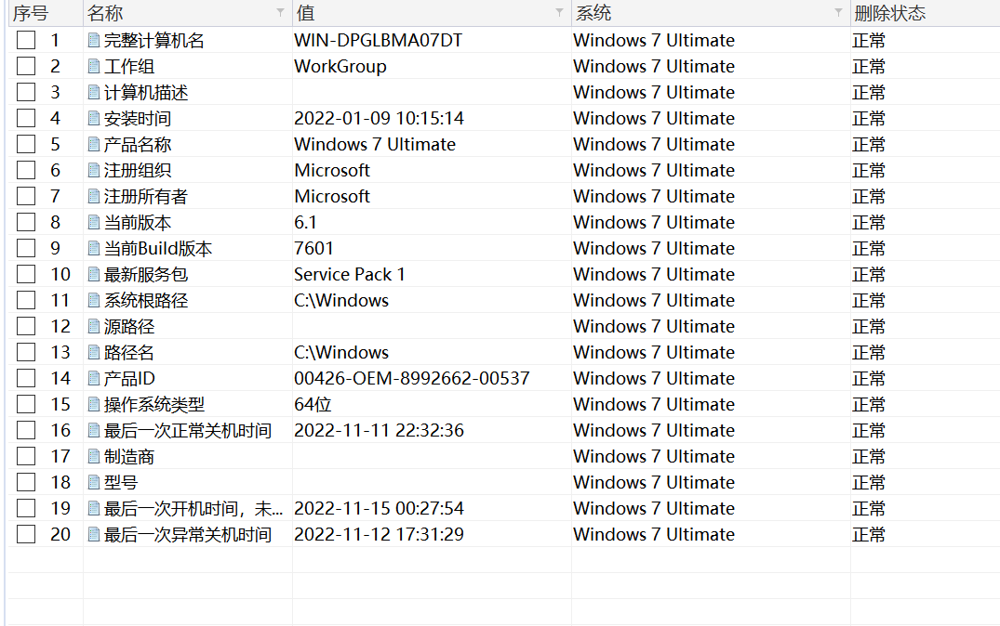 序号 名称 值 系统 删除状态
1 完整计算机名 WIN-DPGLBMA07DT Windows 7 Ultimate 正常
2 工作组 WorkGroup Windows 7 Ultimate 正常
3 计算机描述 Windows 7 Ultimate 正常
4 安装时间 2022-01-09 10:15:14 Windows 7 Ultimate 正常
5 产品名称 Windows 7 Ultimate Windows 7 Ultimate 正常
6 注册组织 Microsoft Windows 7 Ultimate 正常
7 注册所有者 Microsoft Windows 7 Ultimate 正常
8 当前版本 6.1 Windows 7 Ultimate 正常
9 当前Build版本 7601 Windows 7 Ultimate 正常
10 最新服务包 Service Pack 1 Windows 7 Ultimate 正常
11 系统根路径 C:\Windows Windows 7 Ultimate 正常
12 源路径 Windows 7 Ultimate 正常
13 路径名 C:\Windows Windows 7 Ultimate 正常
14 产品ID 00426-OEM-8992662-00537 Windows 7 Ultimate 正常
15 操作系统类型 64位 Windows 7 Ultimate 正常
16 最后一次正常关机时间 2022-11-11 22:32:36 Windows 7 Ultimate 正常
17 制造商 Windows 7 Ultimate 正常
18 型号 Windows 7 Ultimate 正常
19 最后一次开机时间，未... 2022-11-15 00:27:54 Windows 7 Ultimate 正常
20 最后一次异常关机时间 2022-11-12 17:31:29 Windows 7 Ultimate 正常